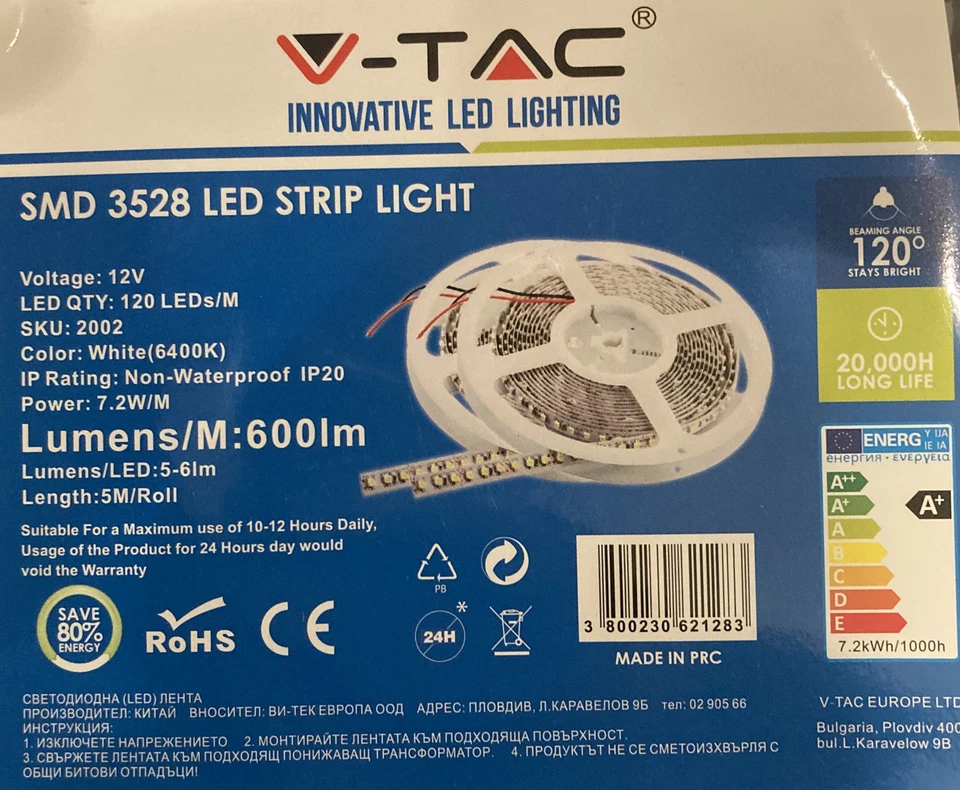 V-TAC®
INNOVATIVE LED LIGHTING
SMD 3528 LED STRIP LIGHT
Voltage: 12V
LED QTY: 120 LEDs/M
SKU: 2002
Color: White(6400K)
IP Rating: Non-Waterproof IP20
Power: 7.2W/M
Lumens/M:600lm
Lumens/LED:5-6lm
Length:5M/Roll
Suitable For a Maximum use of 10-12 Hours Daily,
Usage of the Product for 24 Hours day would
void the Warranty
BEAMING ANGLE
120°
STAYS BRIGHT
20,000H
LONG LIFE
ENERG Y IJA
IE IA
енергия · ενεργεια
A++
A+
A
B
C
D
E
A+
7.2kWh/1000h
SAVE
80%
ENERGY
RoHS
CE
PB
24H*
3 800230 621283
MADE IN PRC
СВЕТОДИОДНА (LED) ЛЕНТА
ПРОИЗВОДИТЕЛ: КИТАЙ ВНОСИТЕЛ: ВИ-ТЕК ЕВРОПА ООД АДРЕС: ПЛОВДИВ, Л.КАРАВЕЛОВ 9Б тел: 02 905 66
ИНСТРУКЦИЯ:
1. ИЗКЛЮЧЕТЕ НАПРЕЖЕНИЕТО 2. МОНТИРАЙТЕ ЛЕНТАТА КЪМ ПОДХОДЯЩА ПОВЪРХНОСТ.
3. СВЪРЖЕТЕ ЛЕНТАТА КЪМ ПОДХОДЯЩ ПОНИЖАВАЩ ТРАНСФОРМАТОР. 4. ПРОДУКТЪТ НЕ СЕ СМЕТОИЗХВЪРЛЯ С
ОБЩИ БИТОВИ ОТПАДЪЦИ!
V-TAC EUROPE LTD
Bulgaria, Plovdiv 400
bul.L.Karavelow 9B